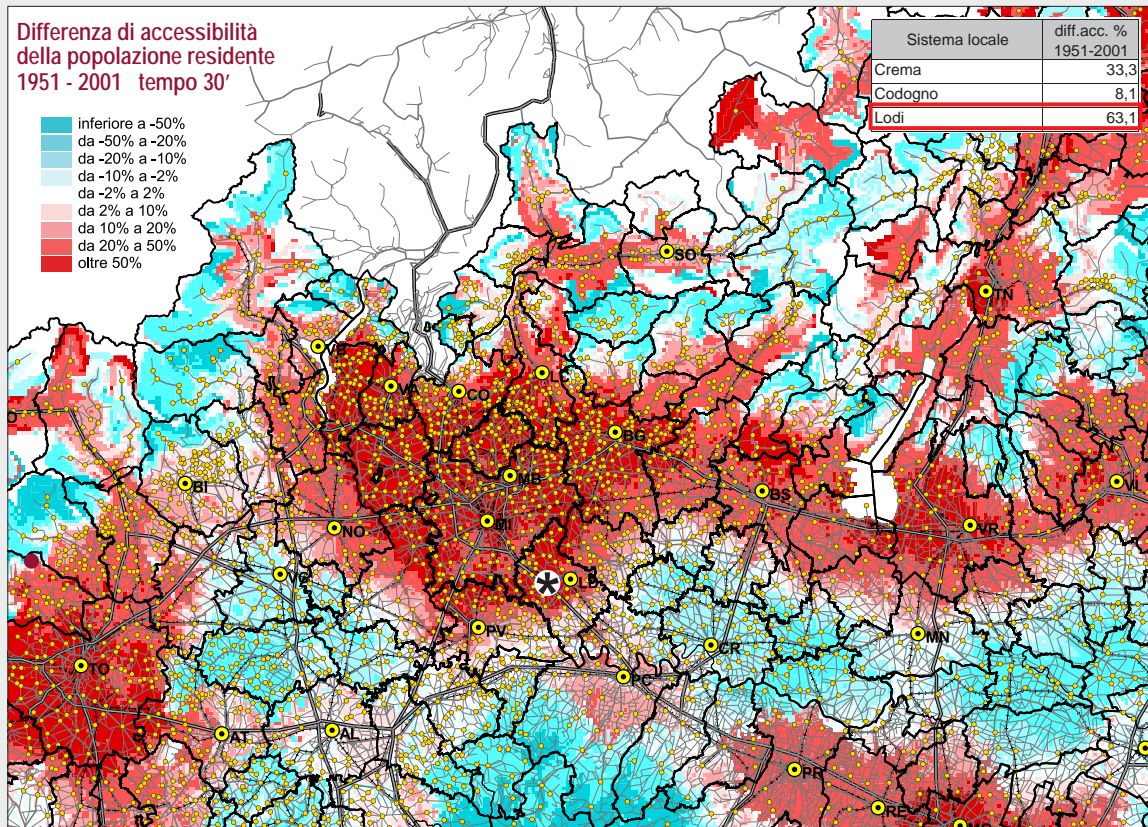 Differenza di accessibilità
della popolazione residente
1951 - 2001 tempo 30'
inferiore a -50%
da -50% a -20%
da -20% a -10%
da -10% a -2%
da -2% a 2%
da 2% a 10%
da 10% a 20%
da 20% a 50%
oltre 50%
Sistema locale diff.acc. %
1951-2001
Crema 33,3
Codogno 8,1
Lodi 63,1
SO
TN
VB
CO
BG
BI
MB
BS
VI
NO
MI
VR
VC
LO
PV
MN
CR
TO
PC
AT
AL
PR
RE